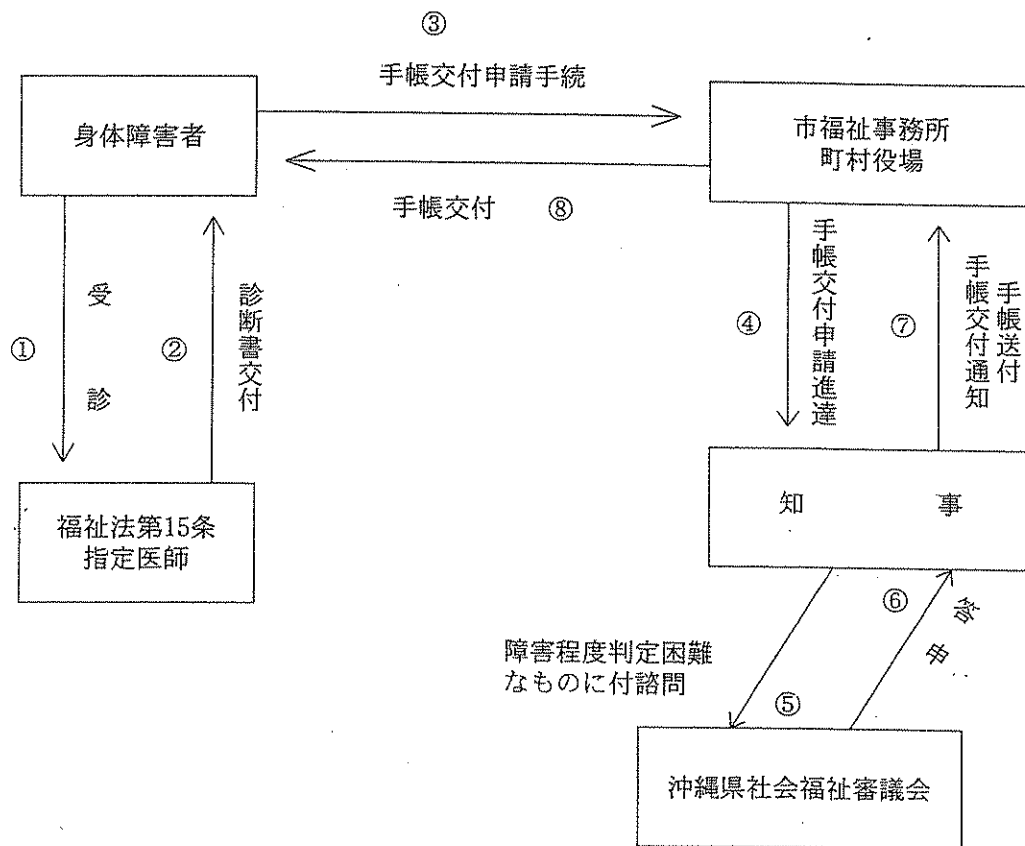 ③
手帳交付申請手続
身体障害者
市福祉事務所
町村役場
手帳交付 ⑧
①
受診
②
診断書交付
④
手帳交付申請進達
⑦
手帳送付
手帳交付通知
福祉法第15条
指定医師
知事
⑥
答申
障害程度判定困難
なものに付諮問
⑤
沖縄県社会福祉審議会